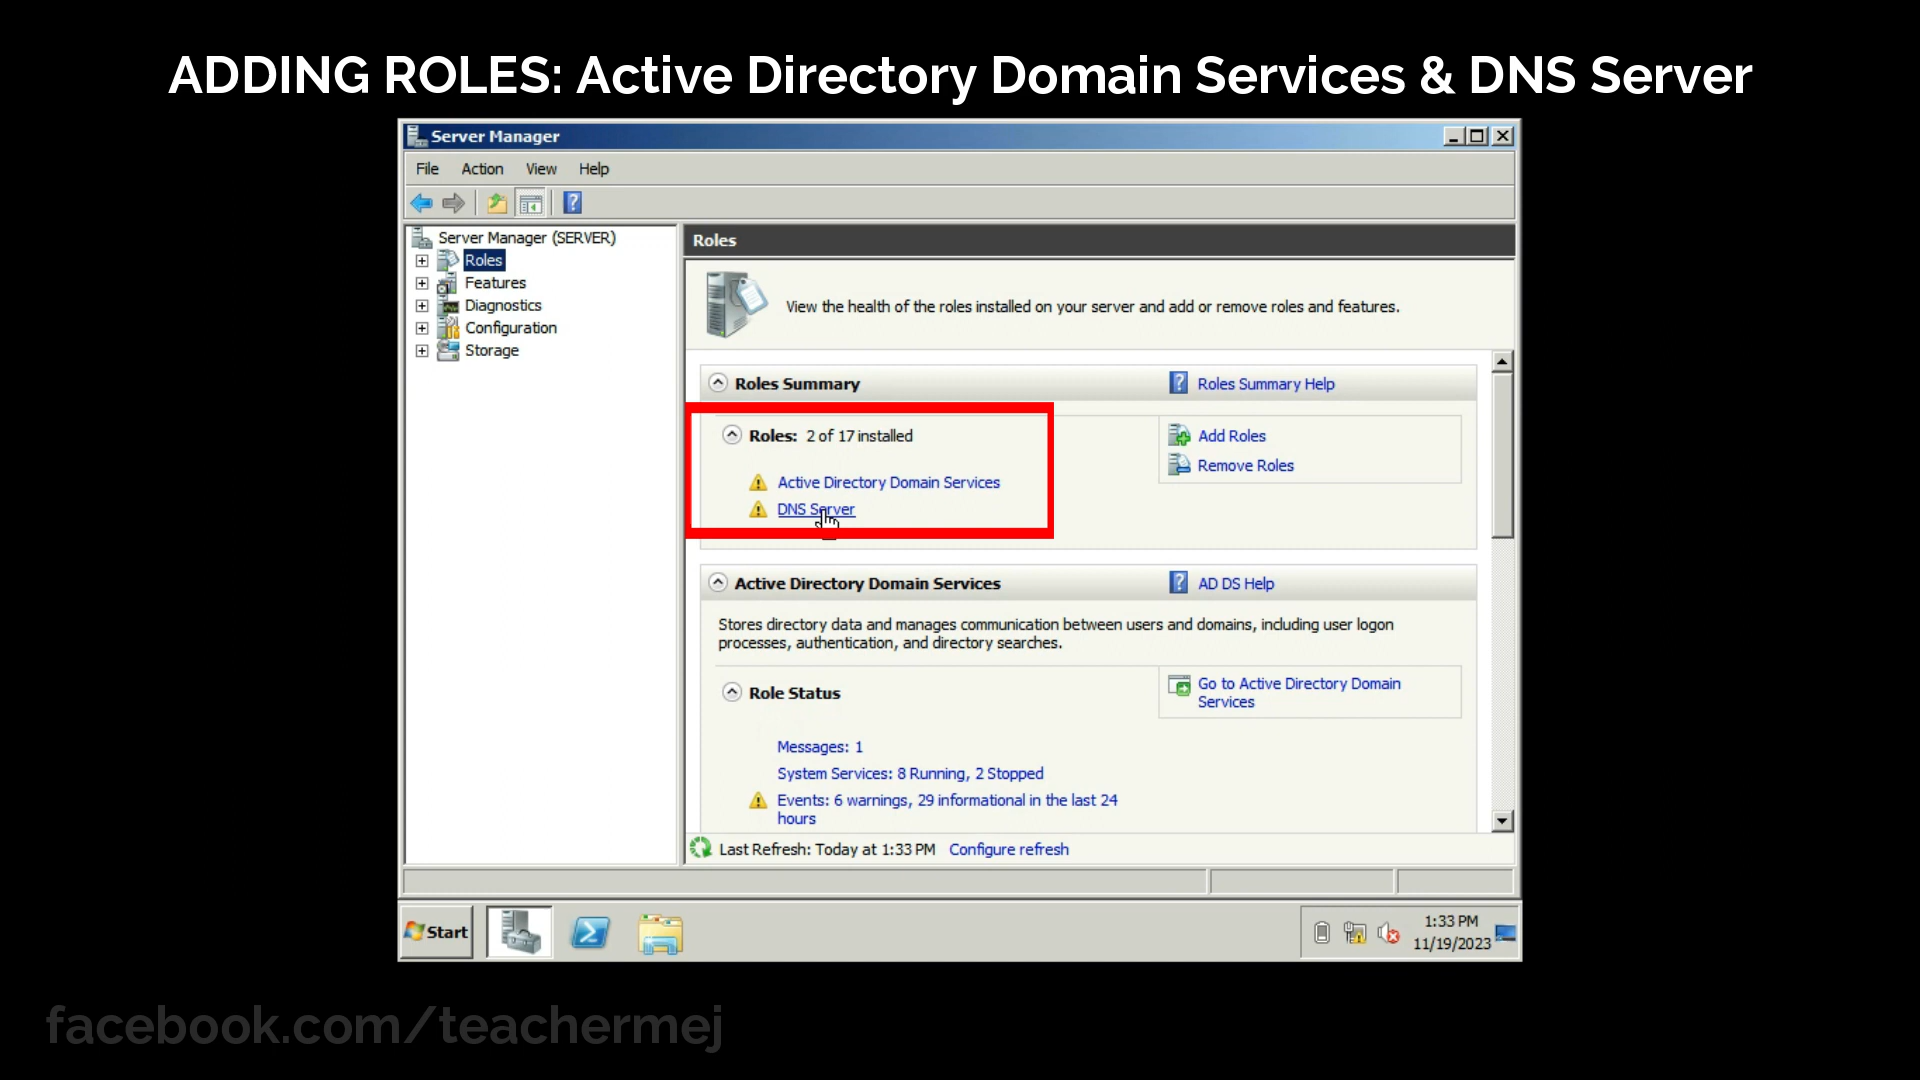 ADDING ROLES: Active Directory Domain Services & DNS Server
Server Manager
File Action View Help
Server Manager (SERVER)
Roles
Features
Diagnostics
Configuration
Storage
Roles
View the health of the roles installed on your server and add or remove roles and features.
Roles Summary
Roles Summary Help
Roles: 2 of 17 installed
Add Roles
Remove Roles
Active Directory Domain Services
DNS Server
Active Directory Domain Services
AD DS Help
Stores directory data and manages communication between users and domains, including user logon
processes, authentication, and directory searches.
Role Status
Go to Active Directory Domain
Services
Messages: 1
System Services: 8 Running, 2 Stopped
Events: 6 warnings, 29 informational in the last 24
hours
Last Refresh: Today at 1:33 PM Configure refresh
Start
1:33 PM
11/19/2023
facebook.com/teachermej